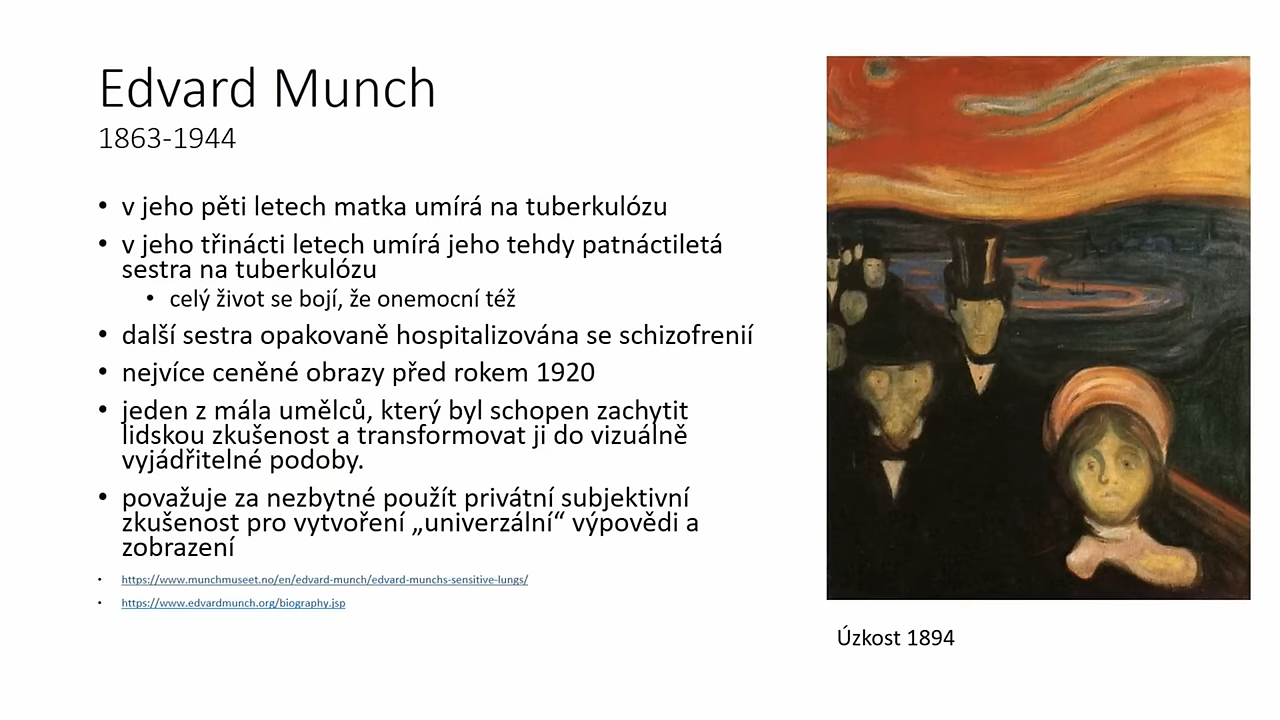 Edvard Munch
1863-1944
• v jeho pěti letech matka umírá na tuberkulózu
• v jeho třinácti letech umírá jeho tehdy patnáctiletá
sestra na tuberkulózu
• celý život se bojí, že onemocní též
• další sestra opakovaně hospitalizována se schizofrenií
• nejvíce ceněné obrazy před rokem 1920
• jeden z mála umělců, který byl schopen zachytit
lidskou zkušenost a transformovat ji do vizuálně
vyjádřitelné podoby.
• považuje za nezbytné použít privátní subjektivní
zkušenost pro vytvoření „univerzální“ výpovědi a
zobrazení
• https://www.munchmuseet.no/en/edvard-munch/edvard-munchs-sensitive-lungs/
• https://www.edvardmunch.org/biography.jsp
Úzkost 1894